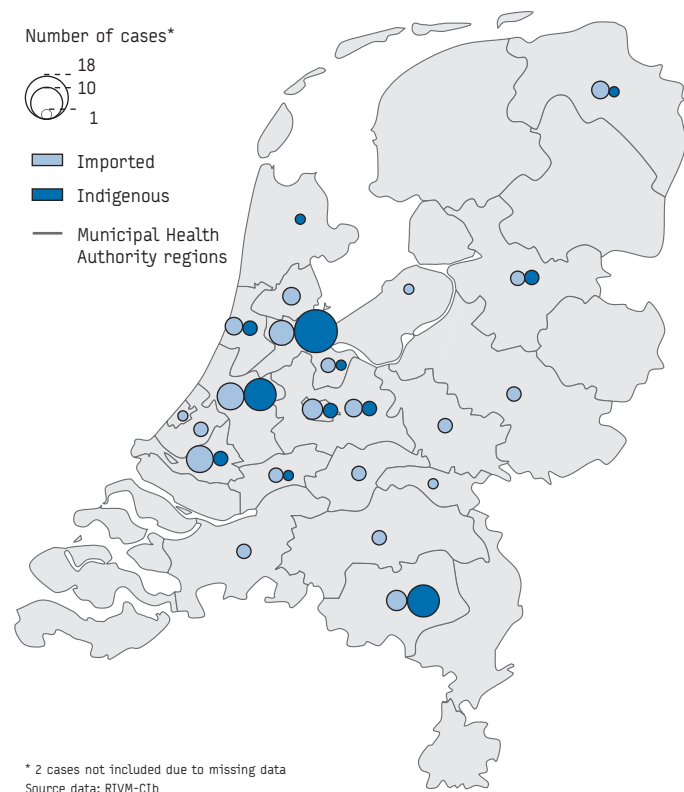 Number of cases*
18
10
1
Imported
Indigenous
Municipal Health
Authority regions
* 2 cases not included due to missing data
Source data: RIVM-CIb